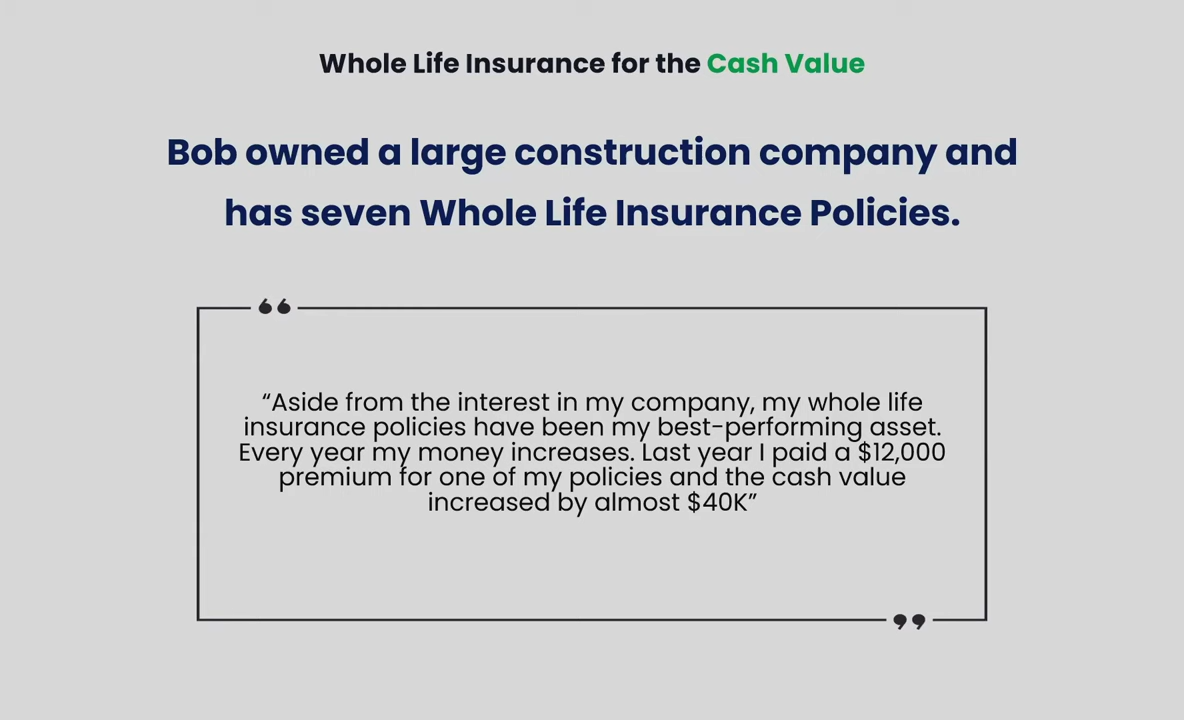 Whole Life Insurance for the Cash Value
Bob owned a large construction company and
has seven Whole Life Insurance Policies.
“Aside from the interest in my company, my whole life
insurance policies have been my best-performing asset.
Every year my money increases. Last year I paid a $12,000
premium for one of my policies and the cash value
increased by almost $40K”